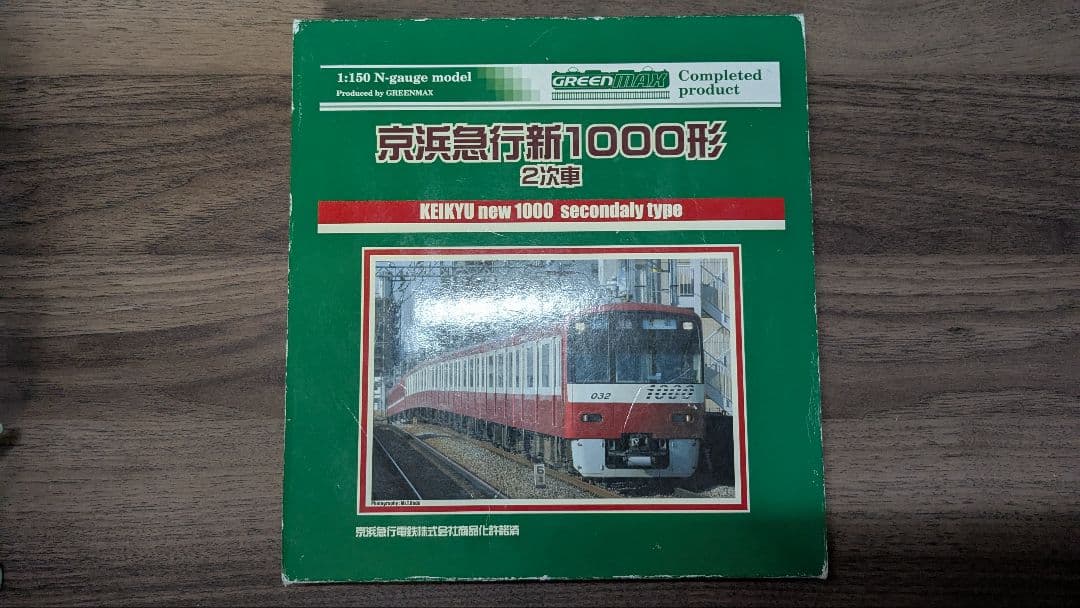 1:150 N-gauge model
Produced by GREENMAX
GREENMAX
Completed
product
京浜急行新1000形
2次車
KEIKYU new 1000 secondaly type
032
1000
6
京浜急行電鉄株式会社商品化許諾済